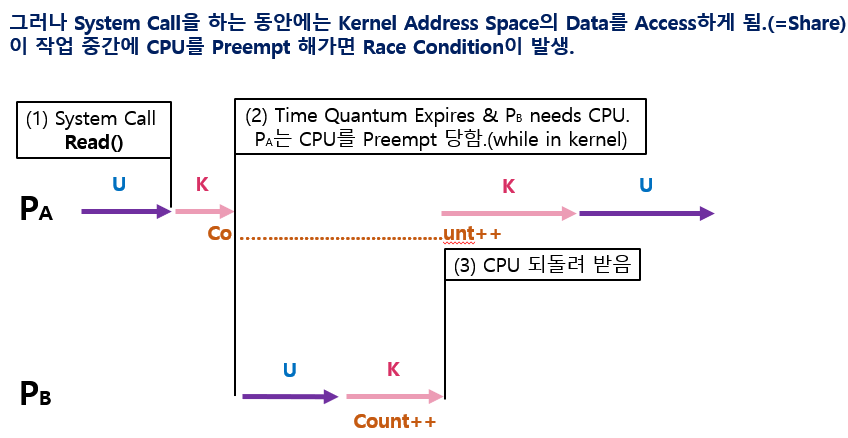 그러나 System Call을 하는 동안에는 Kernel Address Space의 Data를 Access하게 됨.(=Share)
이 작업 중간에 CPU를 Preempt 해가면 Race Condition이 발생.
(1) System Call
Read()
(2) Time Quantum Expires & PB needs CPU.
PA는 CPU를 Preempt 당함.(while in kernel)
U
K
K
U
PA
Co ........................................unt++
(3) CPU 되돌려 받음
U
K
PB
Count++